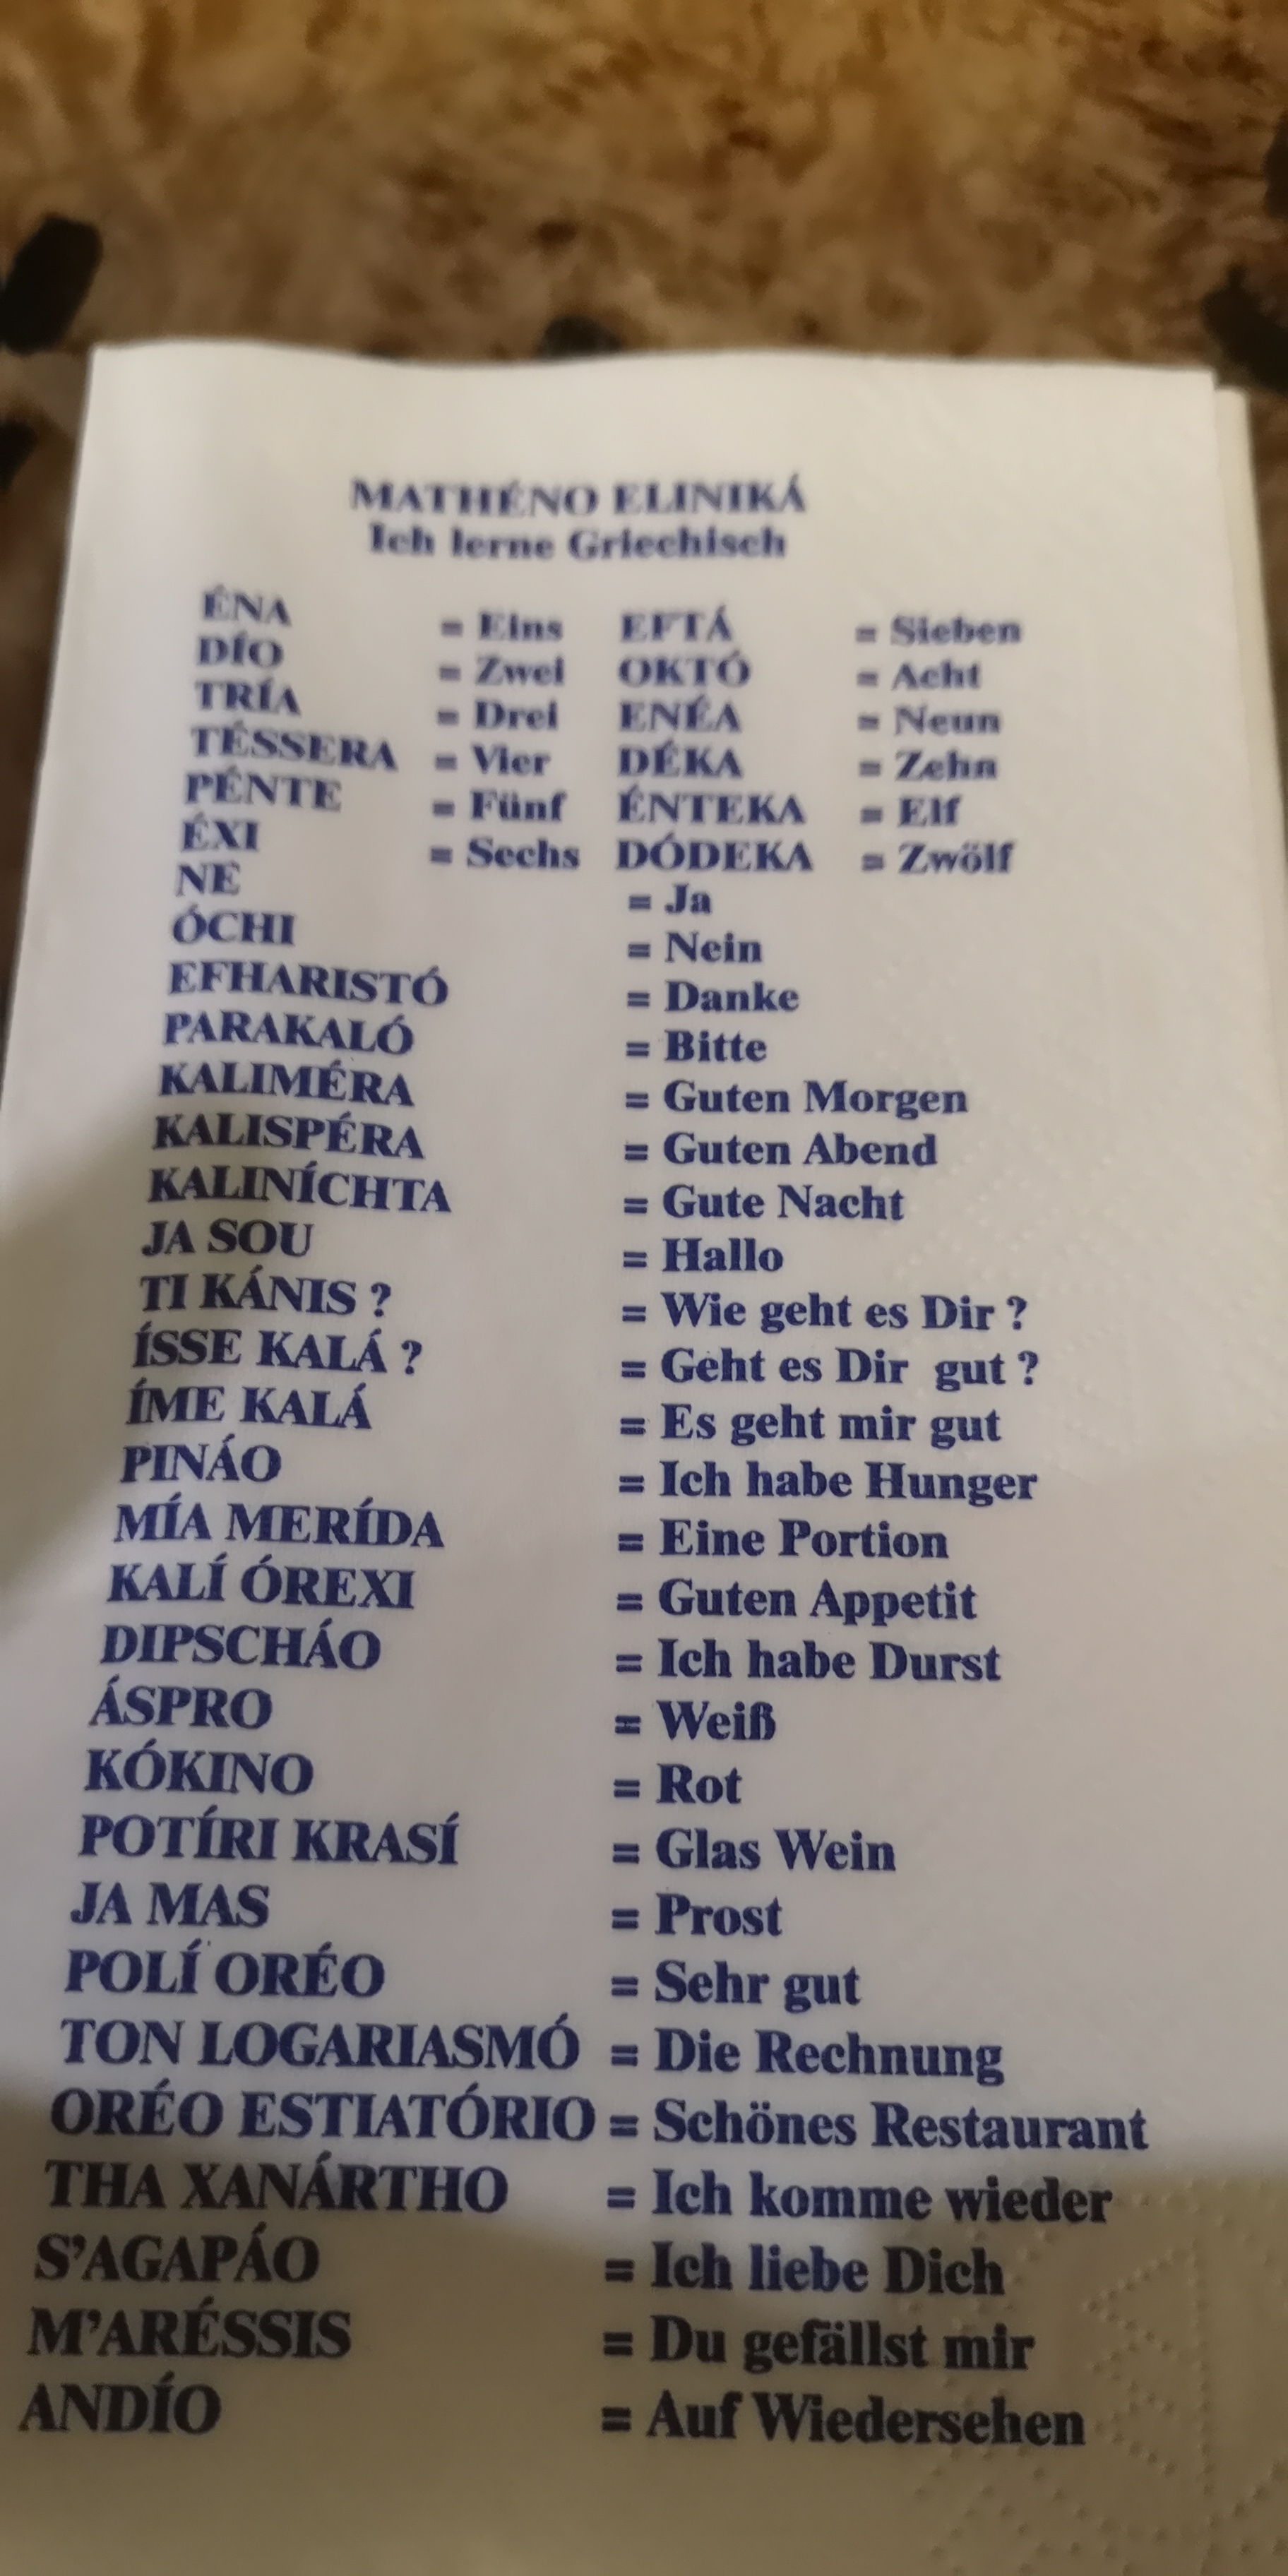 MATHÉNO ELINIKÁ
Ich lerne Griechisch
ÉNA = Eins EFTÁ = Sieben
DÍO = Zwei OKTÓ = Acht
TRÍA = Drei ENÉA = Neun
TÉSSERA = Vier DÉKA = Zehn
PÉNTE = Fünf ÉNTEKA = Elf
ÉXI = Sechs DÓDEKA = Zwölf
NE = Ja
ÓCHI = Nein
EFHARISTÓ = Danke
PARAKALÓ = Bitte
KALIMÉRA = Guten Morgen
KALISPÉRA = Guten Abend
KALINÍCHTA = Gute Nacht
JA SOU = Hallo
TI KÁNIS ? = Wie geht es Dir ?
ÍSSE KALÁ ? = Geht es Dir gut ?
ÍME KALÁ = Es geht mir gut
PINÁO = Ich habe Hunger
MÍA MERÍDA = Eine Portion
KALÍ ÓREXI = Guten Appetit
DIPSCHÁO = Ich habe Durst
ÁSPRO = Weiß
KÓKINO = Rot
POTÍRI KRASÍ = Glas Wein
JA MAS = Prost
POLÍ ORÉO = Sehr gut
TON LOGARIASMÓ = Die Rechnung
ORÉO ESTIATÓRIO = Schönes Restaurant
THA XANÁRTHO = Ich komme wieder
S’AGAPÁO = Ich liebe Dich
M’ARÉSSIS = Du gefällst mir
ANDÍO = Auf Wiedersehen